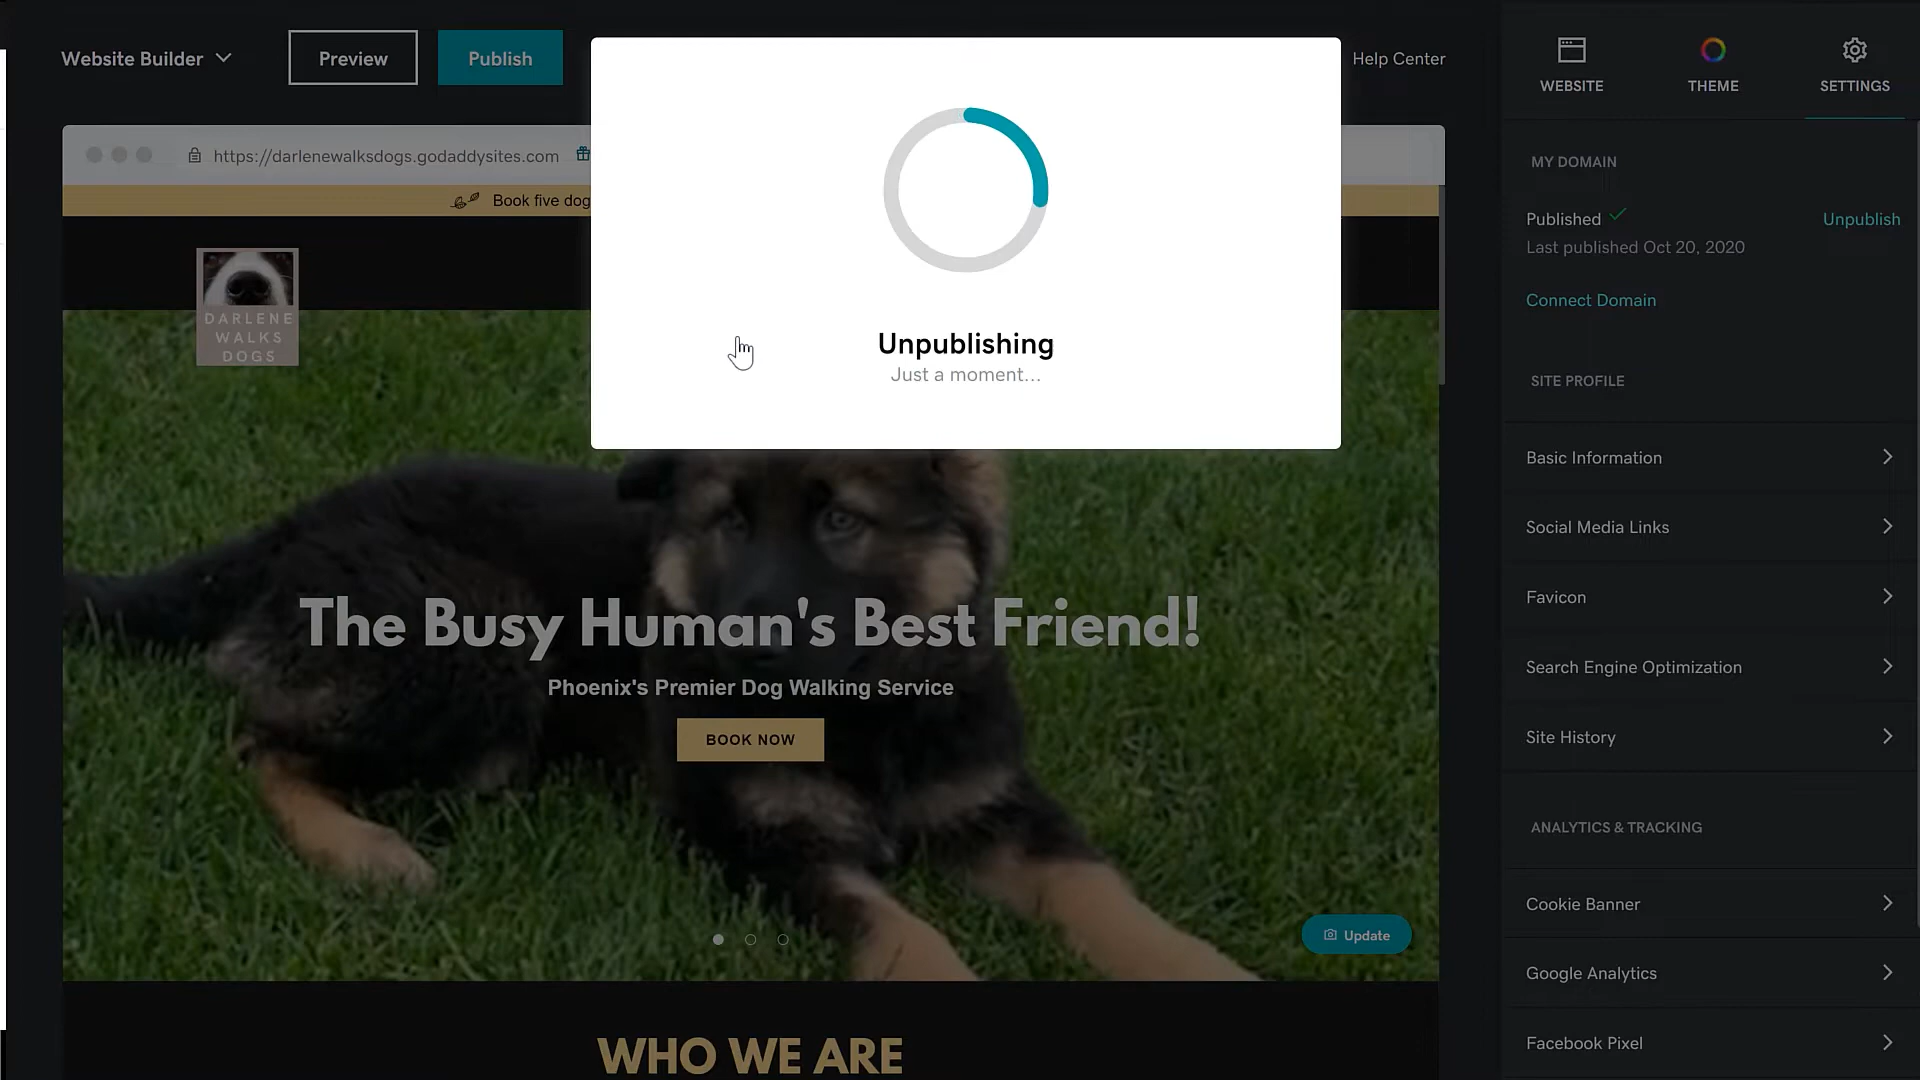 Website Builder
Preview
Publish
Help Center
WEBSITE
THEME
SETTINGS
https://darlenewalksdogs.godaddysites.com
Book five dog
DARLENE
WALKS
DOGS
Unpublishing
Just a moment...
The Busy Human's Best Friend!
Phoenix's Premier Dog Walking Service
BOOK NOW
Update
WHO WE ARE
MY DOMAIN
Published
Unpublish
Last published Oct 20, 2020
Connect Domain
SITE PROFILE
Basic Information
Social Media Links
Favicon
Search Engine Optimization
Site History
ANALYTICS & TRACKING
Cookie Banner
Google Analytics
Facebook Pixel